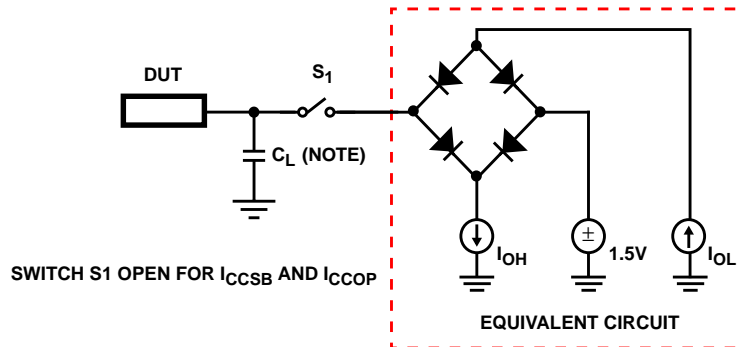 DUT
S1
CL (NOTE)
IOH
±
1.5V
IOL
SWITCH S1 OPEN FOR ICCSB AND ICCOP
EQUIVALENT CIRCUIT